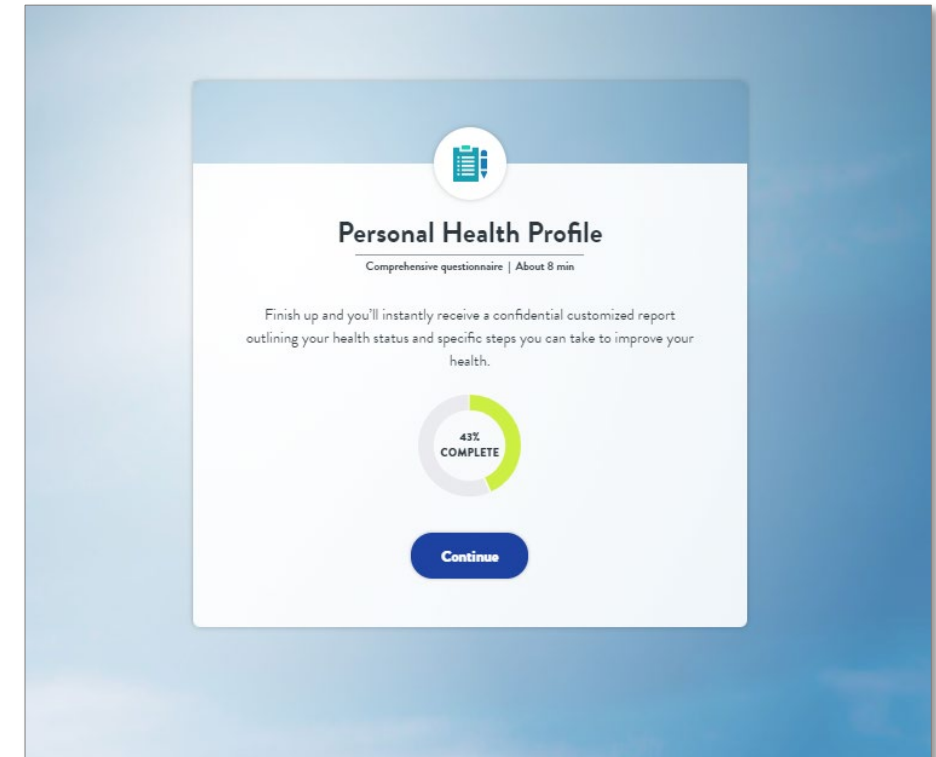 Personal Health Profile
Comprehensive questionnaire | About 8 min
Finish up and you'll instantly receive a confidential customized report
outlining your health status and specific steps you can take to improve your
health.
43%
COMPLETE
Continue